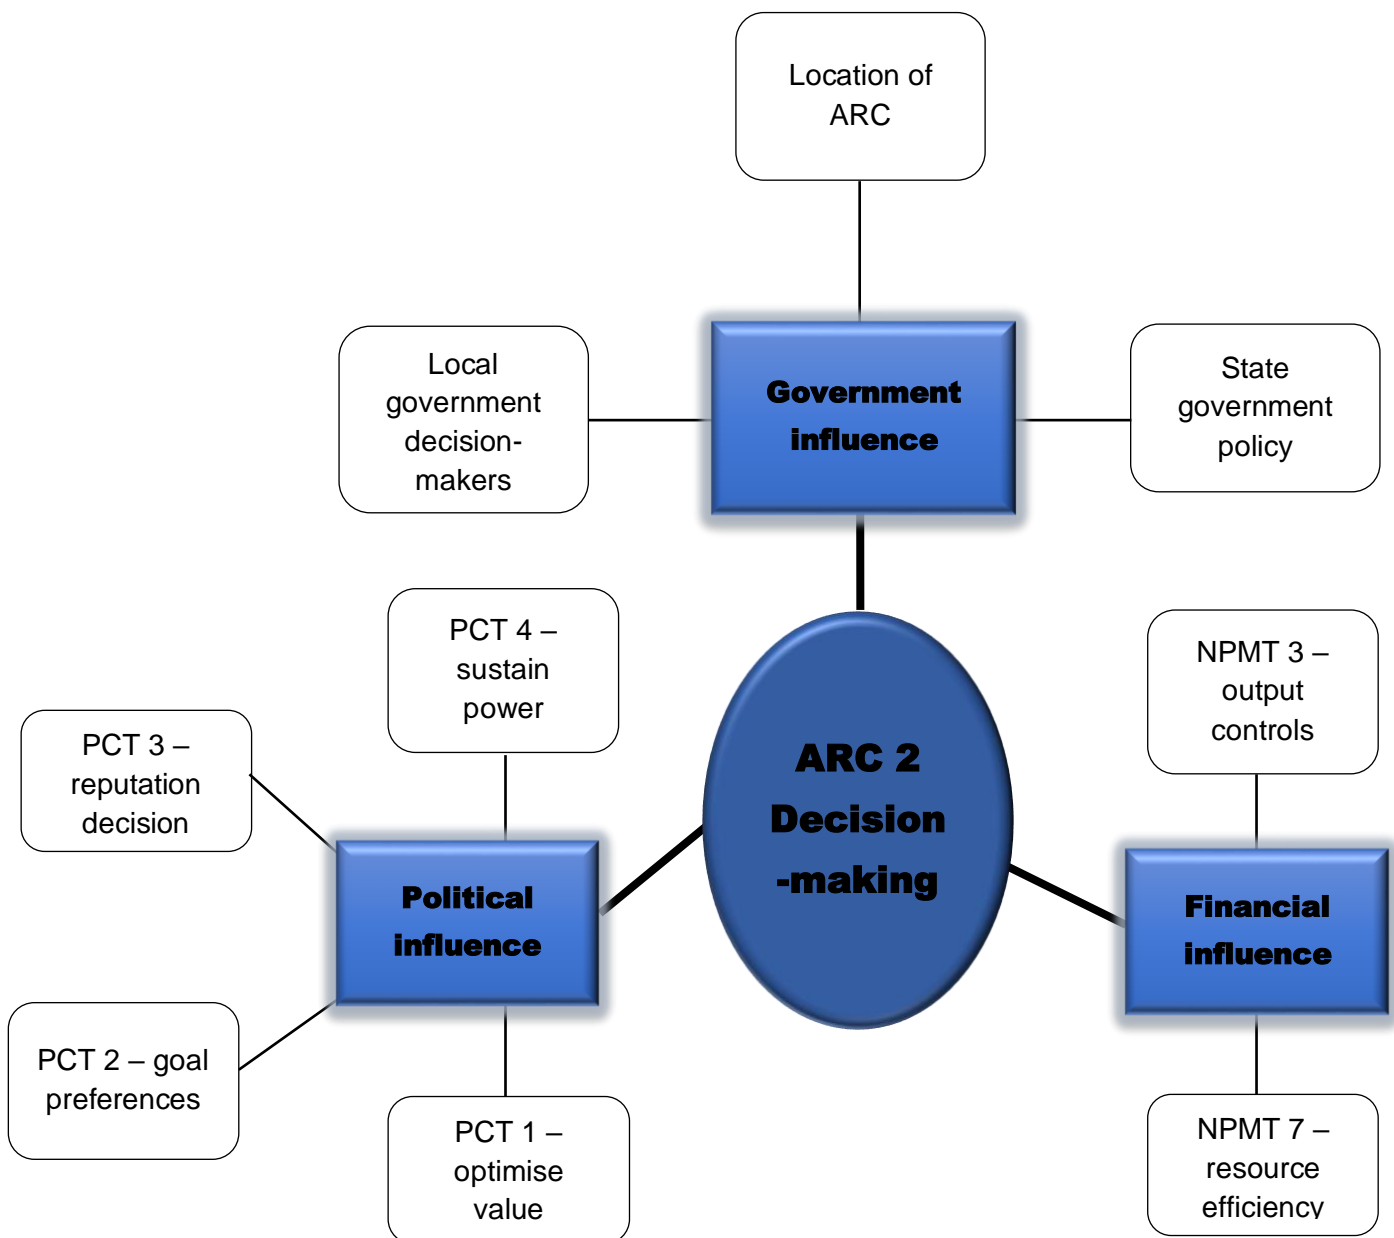 Location of
ARC
Local
government
decision-
makers
Government
influence
State
government
policy
PCT 4 –
sustain
power
NPMT 3 –
output
controls
PCT 3 –
reputation
decision
ARC 2
Decision
-making
Political
influence
Financial
influence
PCT 2 – goal
preferences
PCT 1 –
optimise
value
NPMT 7 –
resource
efficiency